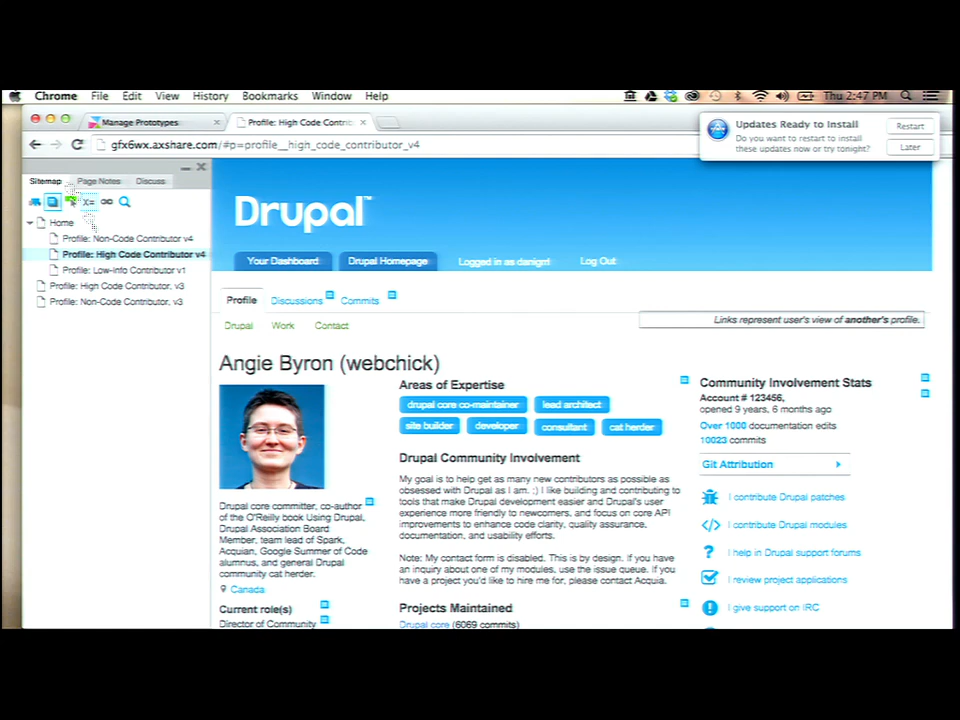 Chrome File Edit View History Bookmarks Window Help Thu 2:47 PM
Manage Prototypes Profile: High Code Contrib
Updates Ready to Install
Restart
Do you want to restart to install
these updates now or try tonight?
Later
gfx6wx.axshare.com/#p=profile__high_code_contributor_v4
Sitemap Page Notes Discuss
X=
Home
Profile: Non-Code Contributor v4
Profile: High Code Contributor v4
Profile: Low-Info Contributor v1
Profile: High Code Contributor, v3
Profile: Non-Code Contributor, v3
Drupal™
Your Dashboard Drupal Homepage Logged in as danigrrl Log Out
Profile Discussions Commits
Links represent user's view of another's profile.
Drupal Work Contact
Angie Byron (webchick)
Drupal core committer, co-author
of the O'Reilly book Using Drupal,
Drupal Association Board
Member, team lead of Spark,
Acquian, Google Summer of Code
alumnus, and general Drupal
community cat herder.
Canada
Current role(s)
Director of Community
Areas of Expertise
drupal core co-maintainer lead architect
site builder developer consultant cat herder
Drupal Community Involvement
My goal is to help get as many new contributors as possible as
obsessed with Drupal as I am. ;) I like building and contributing to
tools that make Drupal development easier and Drupal's user
experience more friendly to newcomers, and focus on core API
improvements to enhance code clarity, quality assurance,
documentation, and usability efforts.
Note: My contact form is disabled. This is by design. If you have
an inquiry about one of my modules, use the issue queue. If you
have a project you'd like to hire me for, please contact Acquia.
Projects Maintained
Drupal core (6069 commits)
Community Involvement Stats
Account # 123456,
opened 9 years, 6 months ago
Over 1000 documentation edits
10023 commits
Git Attribution
I contribute Drupal patches
I contribute Drupal modules
I help in Drupal support forums
I review project applications
I give support on IRC